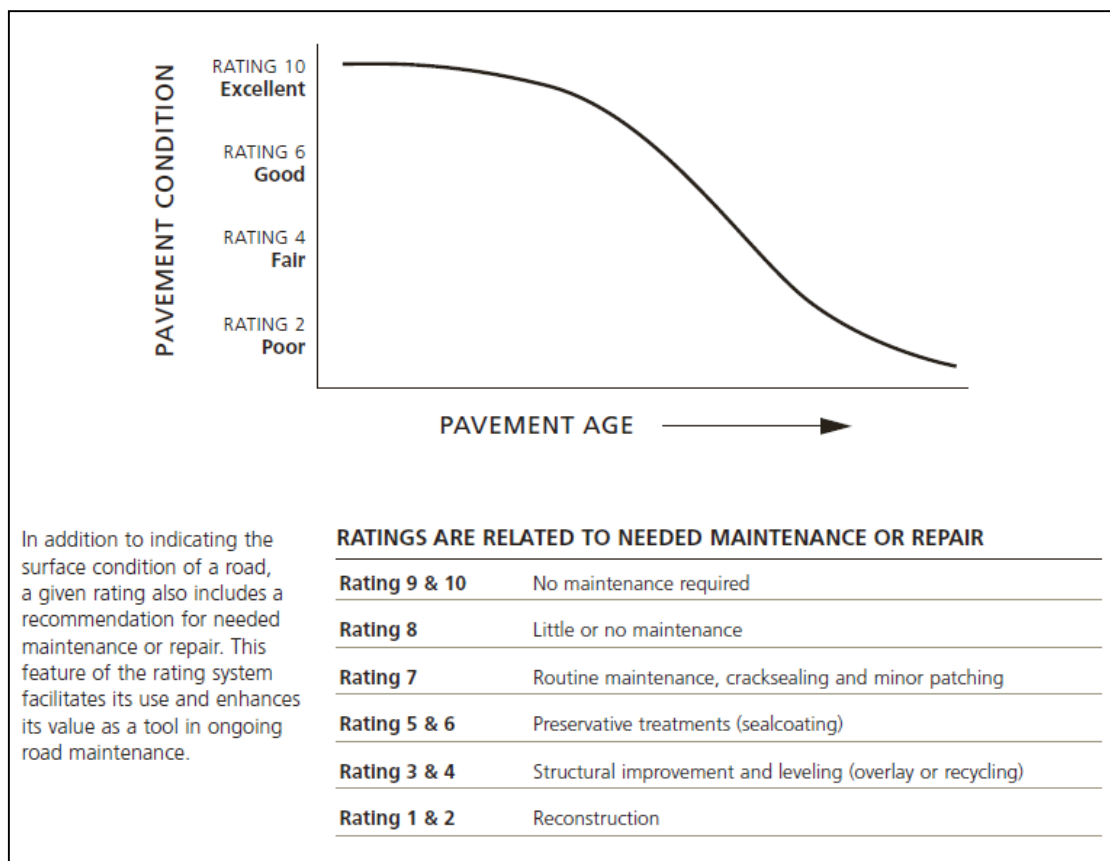 PAVEMENT CONDITION
RATING 10
Excellent
RATING 6
Good
RATING 4
Fair
RATING 2
Poor
PAVEMENT AGE
In addition to indicating the
surface condition of a road,
a given rating also includes a
recommendation for needed
maintenance or repair. This
feature of the rating system
facilitates its use and enhances
its value as a tool in ongoing
road maintenance.
RATINGS ARE RELATED TO NEEDED MAINTENANCE OR REPAIR
Rating 9 & 10 No maintenance required
Rating 8 Little or no maintenance
Rating 7 Routine maintenance, cracksealing and minor patching
Rating 5 & 6 Preservative treatments (sealcoating)
Rating 3 & 4 Structural improvement and leveling (overlay or recycling)
Rating 1 & 2 Reconstruction